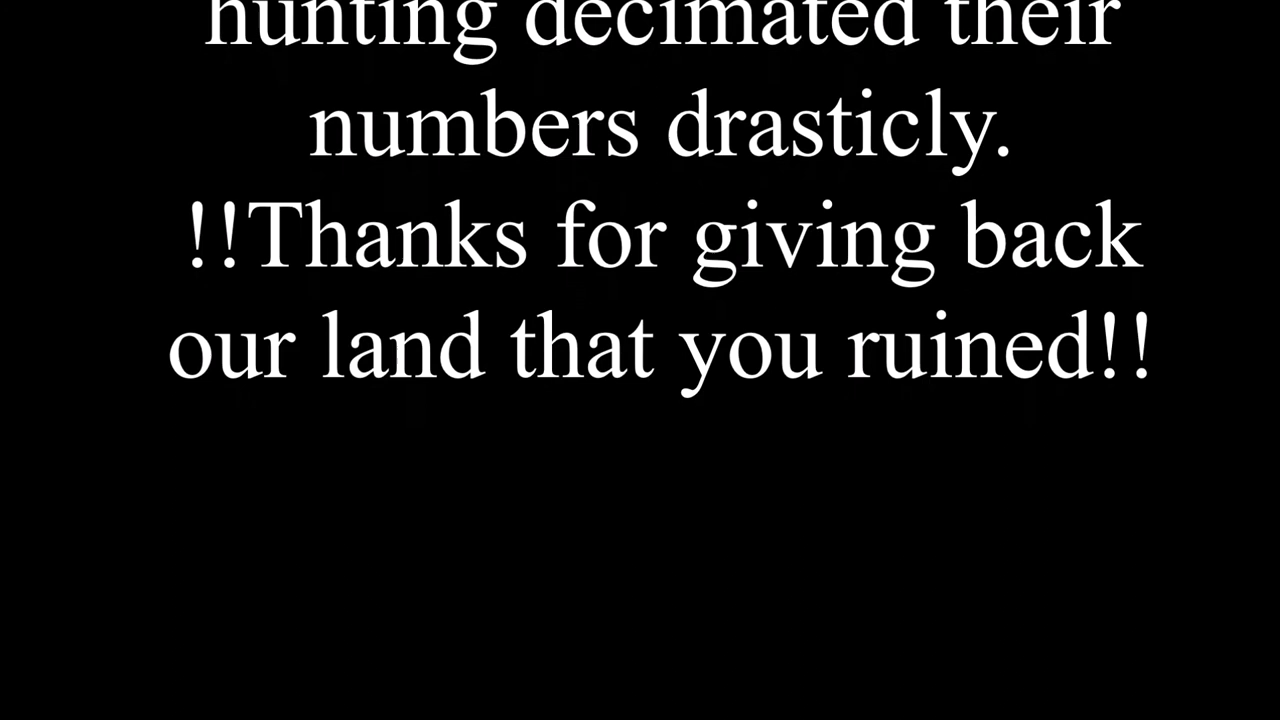 hunting decimated their
numbers drasticly.
!!Thanks for giving back
our land that you ruined!!